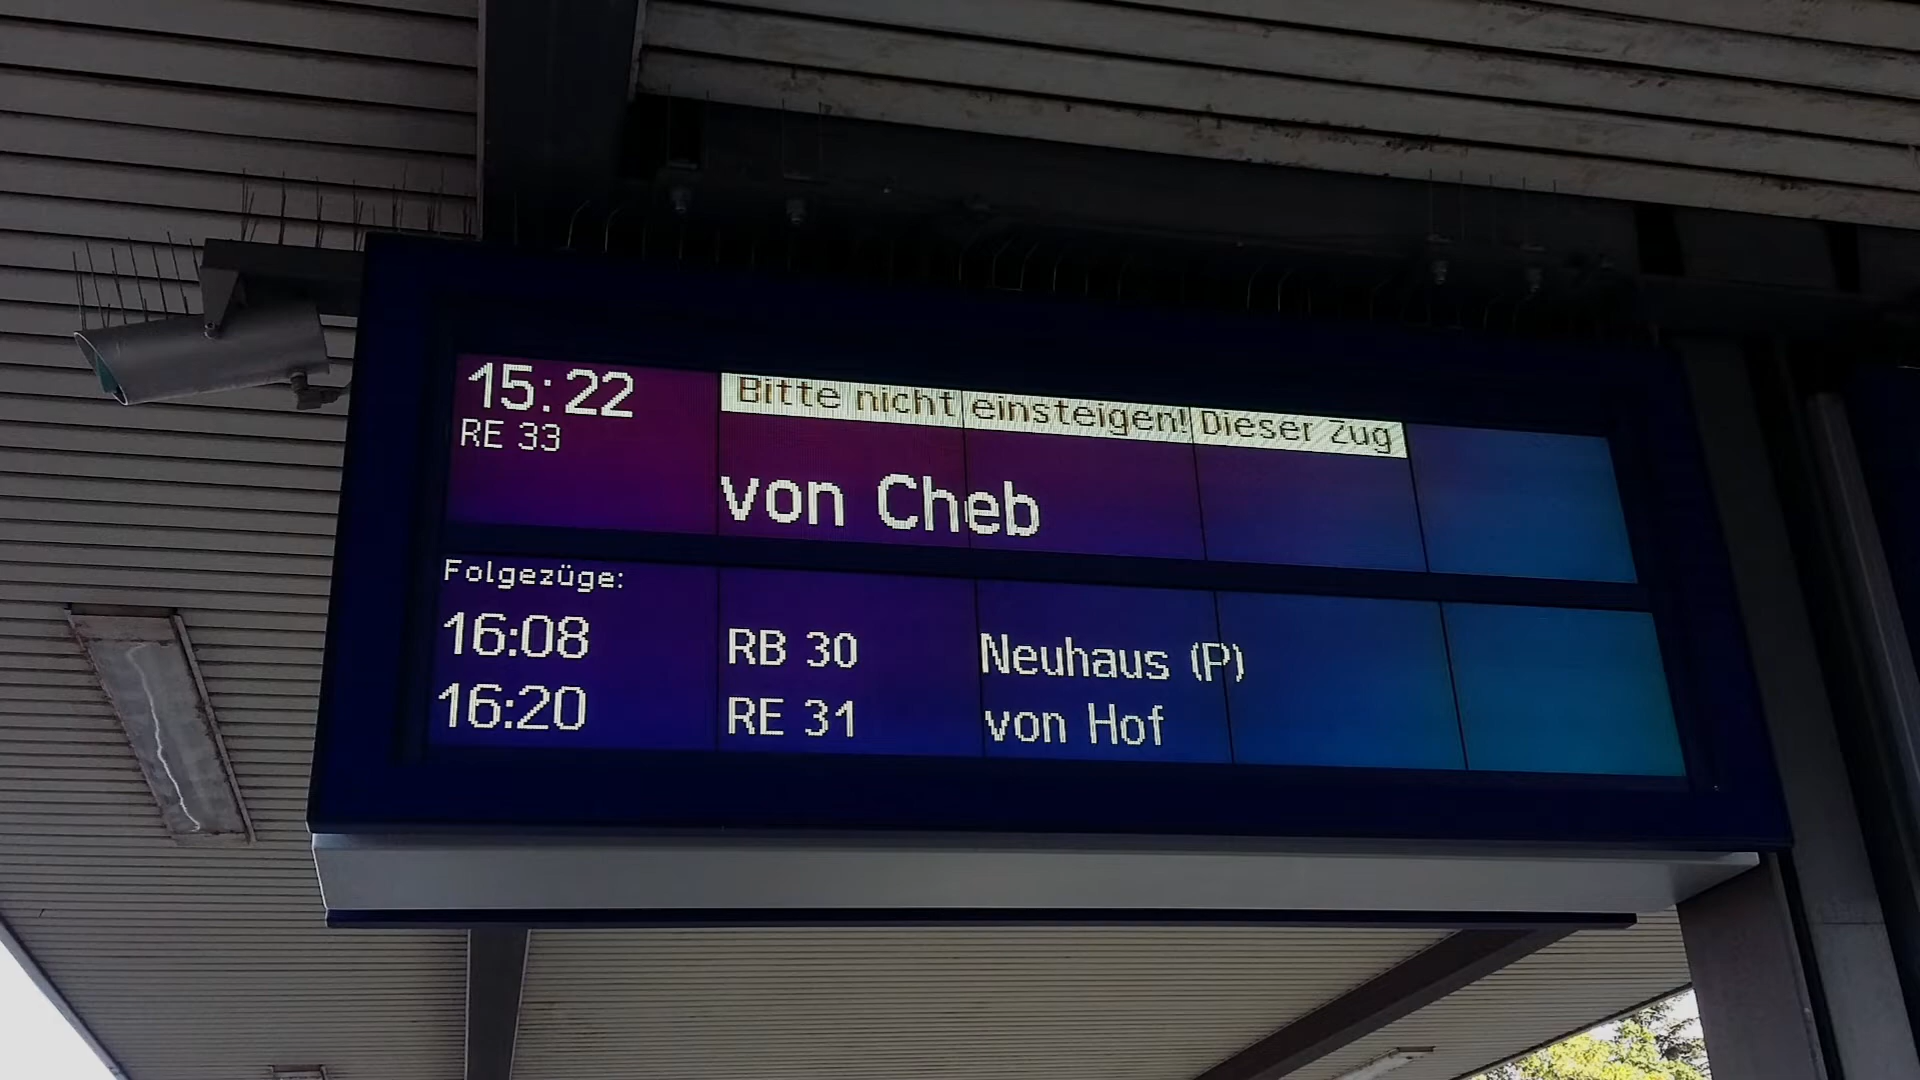 15:22
Bitte nicht einsteigen! Dieser Zug
RE 33
von Cheb
Folgezüge:
16:08 RB 30 Neuhaus (P)
16:20 RE 31 von Hof